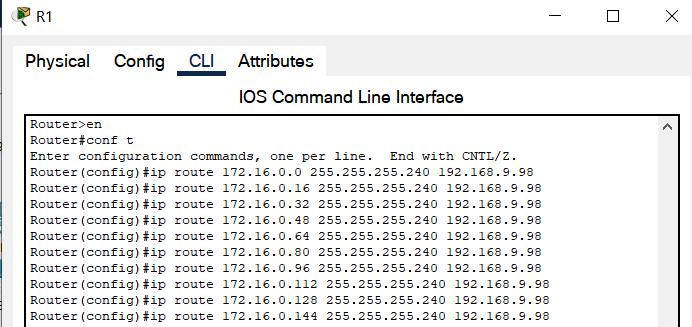 R1
Physical Config CLI Attributes
IOS Command Line Interface
Router>en
Router#conf t
Enter configuration commands, one per line.  End with CNTL/Z.
Router(config)#ip route 172.16.0.0 255.255.255.240 192.168.9.98
Router(config)#ip route 172.16.0.16 255.255.255.240 192.168.9.98
Router(config)#ip route 172.16.0.32 255.255.255.240 192.168.9.98
Router(config)#ip route 172.16.0.48 255.255.255.240 192.168.9.98
Router(config)#ip route 172.16.0.64 255.255.255.240 192.168.9.98
Router(config)#ip route 172.16.0.80 255.255.255.240 192.168.9.98
Router(config)#ip route 172.16.0.96 255.255.255.240 192.168.9.98
Router(config)#ip route 172.16.0.112 255.255.255.240 192.168.9.98
Router(config)#ip route 172.16.0.128 255.255.255.240 192.168.9.98
Router(config)#ip route 172.16.0.144 255.255.255.240 192.168.9.98